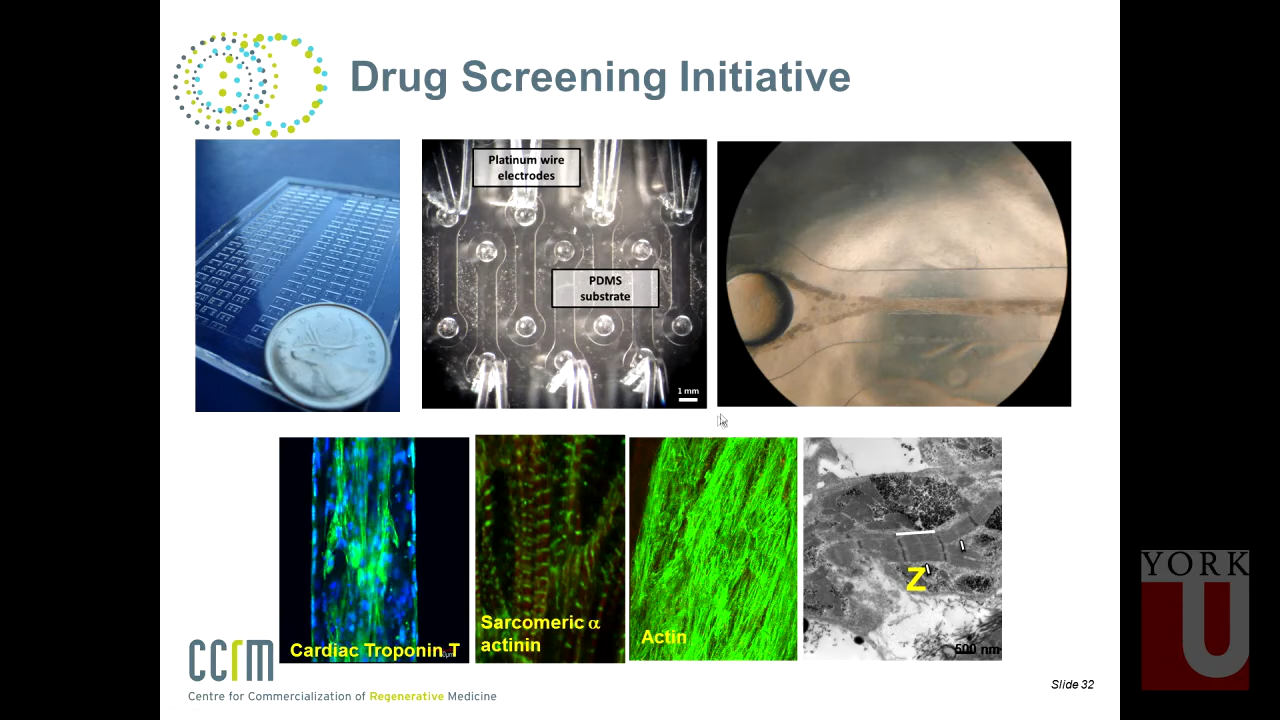 Drug Screening Initiative
Platinum wire
electrodes
PDMS
substrate
1 mm
Cardiac Troponin T
Sarcomeric α
actinin
Actin
Z
500 nm
ccrm
Centre for Commercialization of Regenerative Medicine
Slide 32
YORK
U